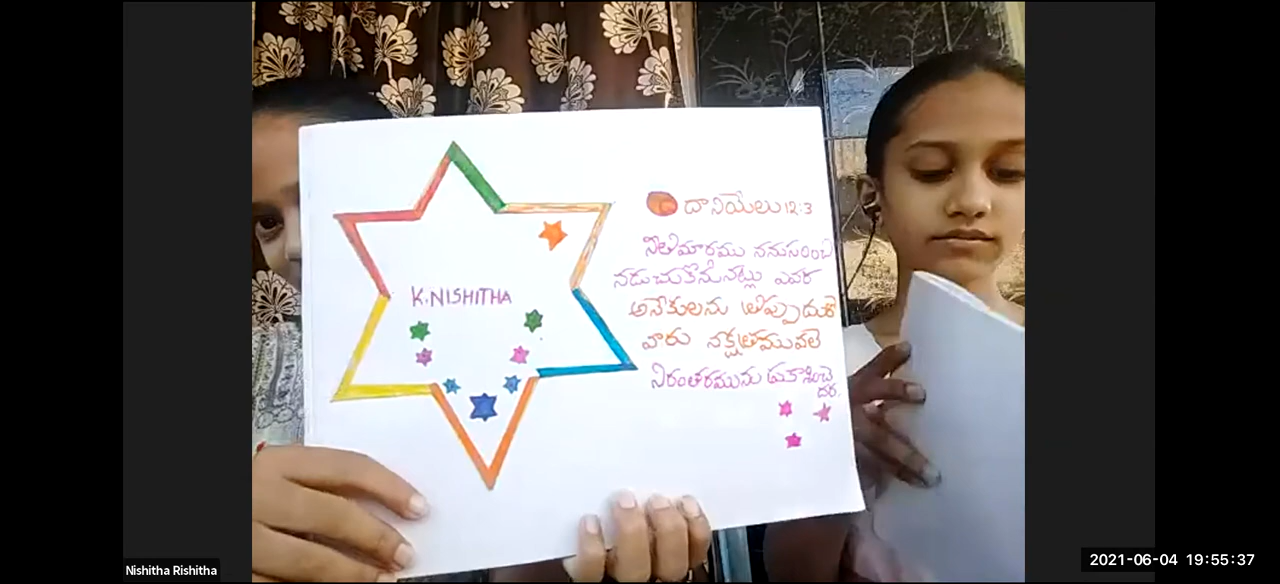 K.NISHITHA
దానియేలు 12:3
నీతిమార్గము ననుసరించి
నడుచుకొనునట్లు ఎవరు
అనేకులను త్రిప్పుదురో
వారు నక్షత్రమువలె
నిరంతరమును ప్రకాశించె
దరు.
Nishitha Rishitha
2021-06-04 19:55:37